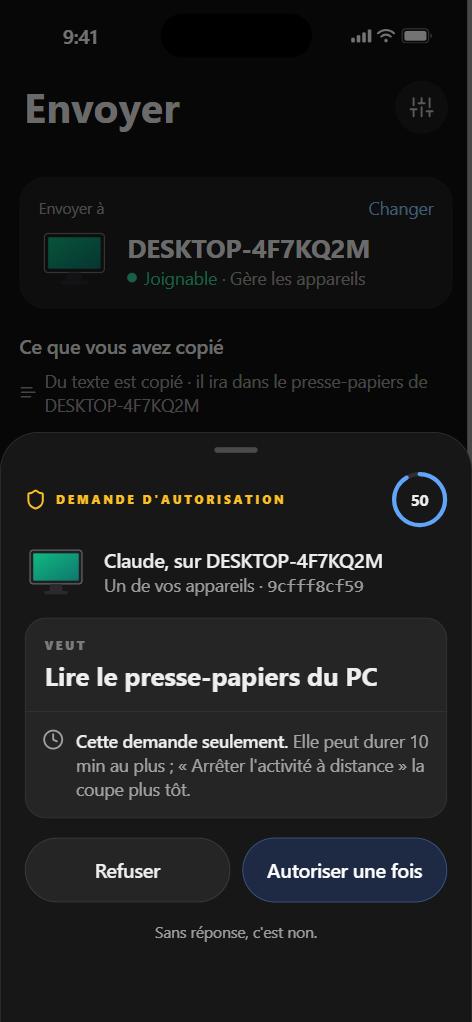 9:41
Envoyer
Envoyer à
Changer
DESKTOP-4F7KQ2M
Joignable · Gère les appareils
Ce que vous avez copié
Du texte est copié · il ira dans le presse-papiers de
DESKTOP-4F7KQ2M
DEMANDE D'AUTORISATION
50
Claude, sur DESKTOP-4F7KQ2M
Un de vos appareils · 9cfff8cf59
VEUT
Lire le presse-papiers du PC
Cette demande seulement. Elle peut durer 10
min au plus ; « Arrêter l'activité à distance » la
coupe plus tôt.
Refuser
Autoriser une fois
Sans réponse, c'est non.